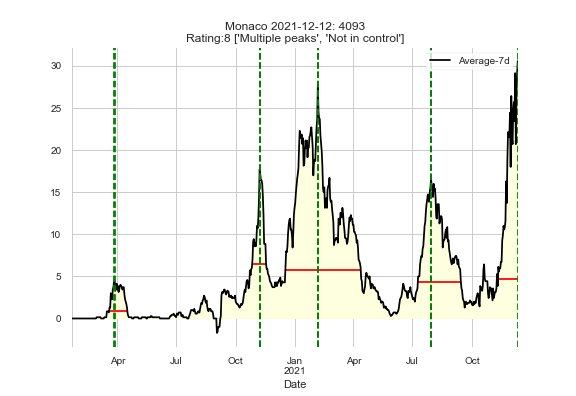 Monaco 2021-12-12: 4093
Rating:8 ['Multiple peaks', 'Not in control']
Average-7d
30
25
20
15
10
5
0
Apr
Jul
Oct
Jan
2021
Apr
Jul
Oct
Date